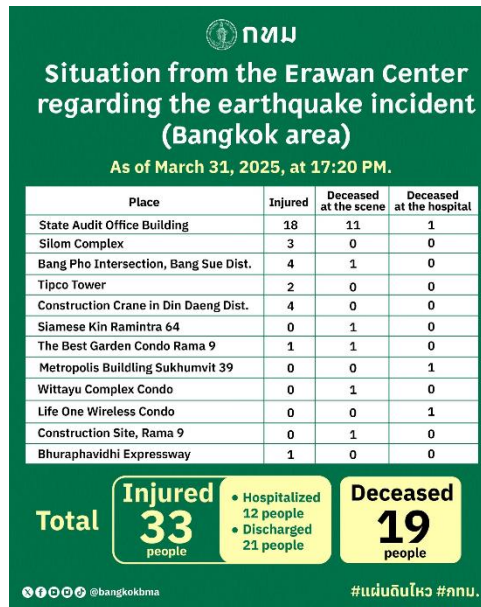 กทม
Situation from the Erawan Center
regarding the earthquake incident
(Bangkok area)
As of March 31, 2025, at 17:20 PM.
Place Injured Deceased at the scene Deceased at the hospital
State Audit Office Building 18 11 1
Silom Complex 3 0 0
Bang Pho Intersection, Bang Sue Dist. 4 1 0
Tipco Tower 2 0 0
Construction Crane in Din Daeng Dist. 4 0 0
Siamese Kin Ramintra 64 0 1 0
The Best Garden Condo Rama 9 1 1 0
Metropolis Buildling Sukhumvit 39 0 0 1
Wittayu Complex Condo 0 1 0
Life One Wireless Condo 0 0 1
Construction Site, Rama 9 0 1 0
Bhuraphavidhi Expressway 1 0 0
Total
Injured
33
people
• Hospitalized
12 people
• Discharged
21 people
Deceased
19
people
@bangkokbma
#แผ่นดินไหว #กทม.